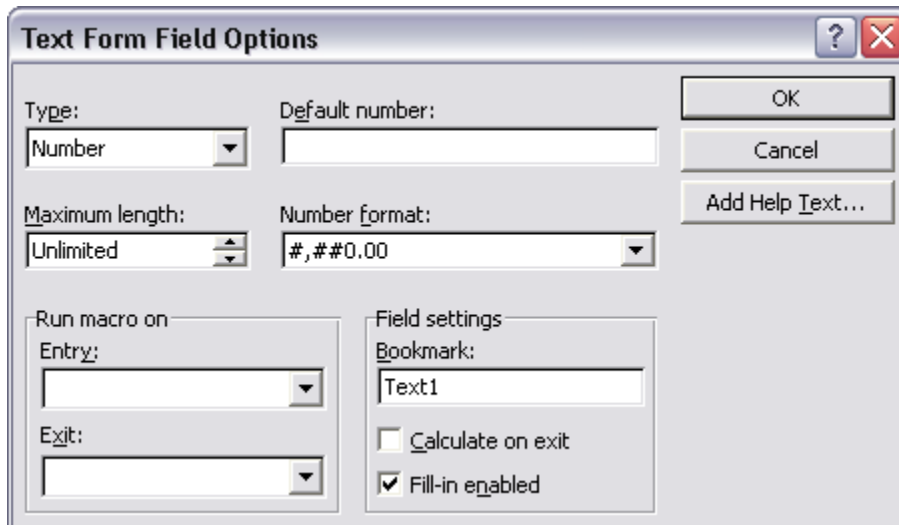 Text Form Field Options
?
Type:
Default number:
OK
Number
Cancel
Maximum length:
Number format:
Add Help Text...
Unlimited
#,##0.00
Run macro on
Field settings
Entry:
Bookmark:
Text1
Exit:
Calculate on exit
Fill-in enabled